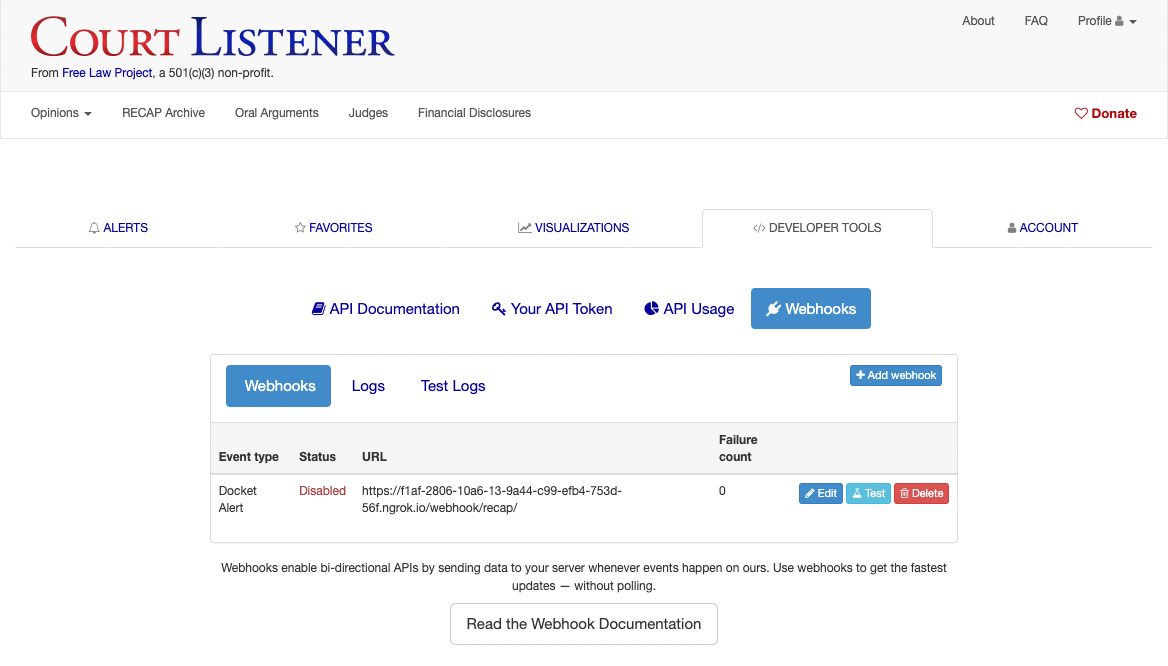 COURT LISTENER
About FAQ Profile
From Free Law Project, a 501(c)(3) non-profit.
Opinions RECAP Archive Oral Arguments Judges Financial Disclosures Donate
ALERTS FAVORITES VISUALIZATIONS DEVELOPER TOOLS ACCOUNT
API Documentation Your API Token API Usage Webhooks
Webhooks Logs Test Logs Add webhook
Event type Status URL Failure count
Docket Alert Disabled https://f1af-2806-10a6-13-9a44-c99-efb4-753d-
56f.ngrok.io/webhook/recap/ 0 Edit Test Delete
Webhooks enable bi-directional APIs by sending data to your server whenever events happen on ours. Use webhooks to get the fastest
updates — without polling.
Read the Webhook Documentation